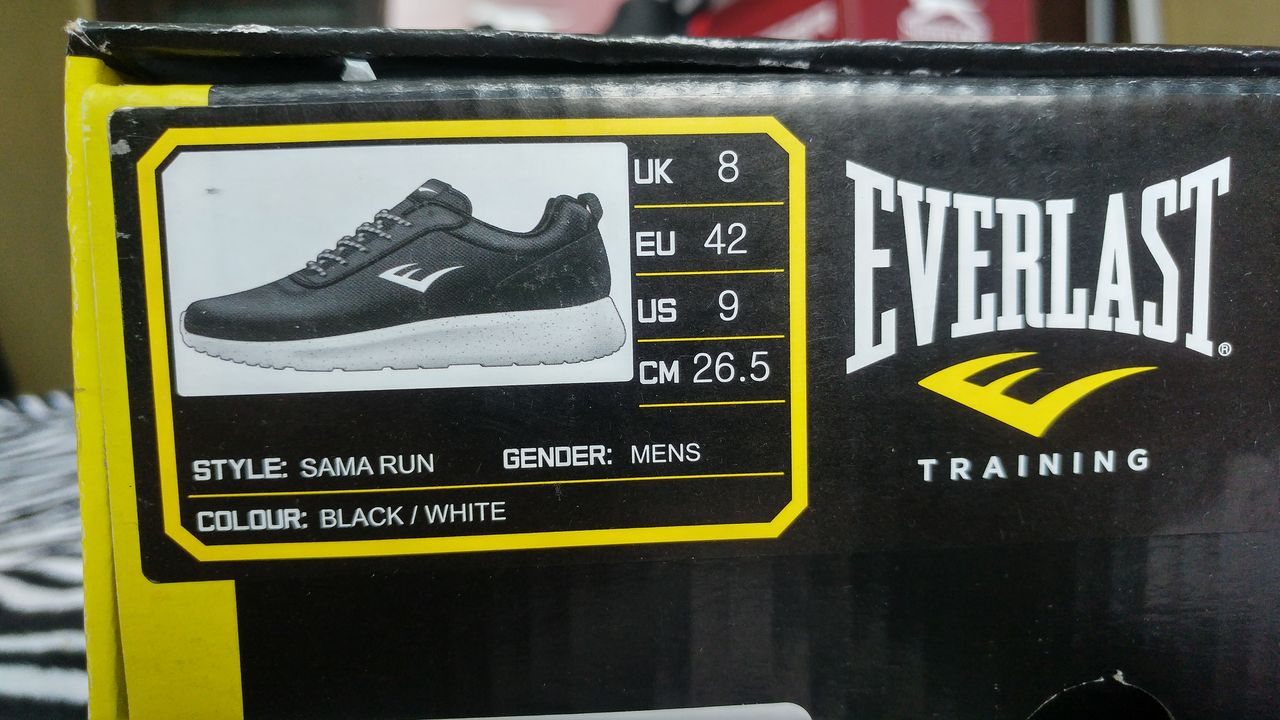 UK 8
EU 42
US 9
CM 26.5
STYLE: SAMA RUN GENDER: MENS
COLOUR: BLACK / WHITE
EVERLAST®
TRAINING